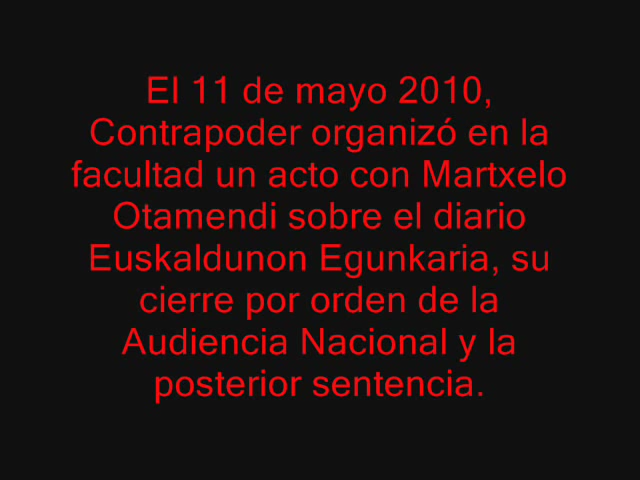 El 11 de mayo 2010,
Contrapoder organizó en la
facultad un acto con Martxelo
Otamendi sobre el diario
Euskaldunon Egunkaria, su
cierre por orden de la
Audiencia Nacional y la
posterior sentencia.